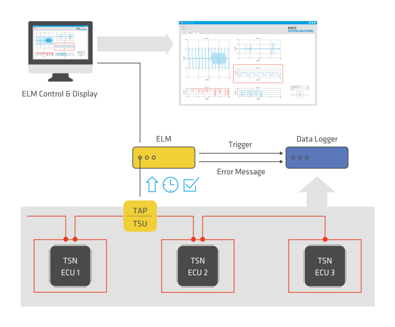 ELM Control & Display
ELM
Trigger
Data Logger
Error Message
TAP
TSU
TSN
ECU 1
TSN
ECU 2
TSN
ECU 3